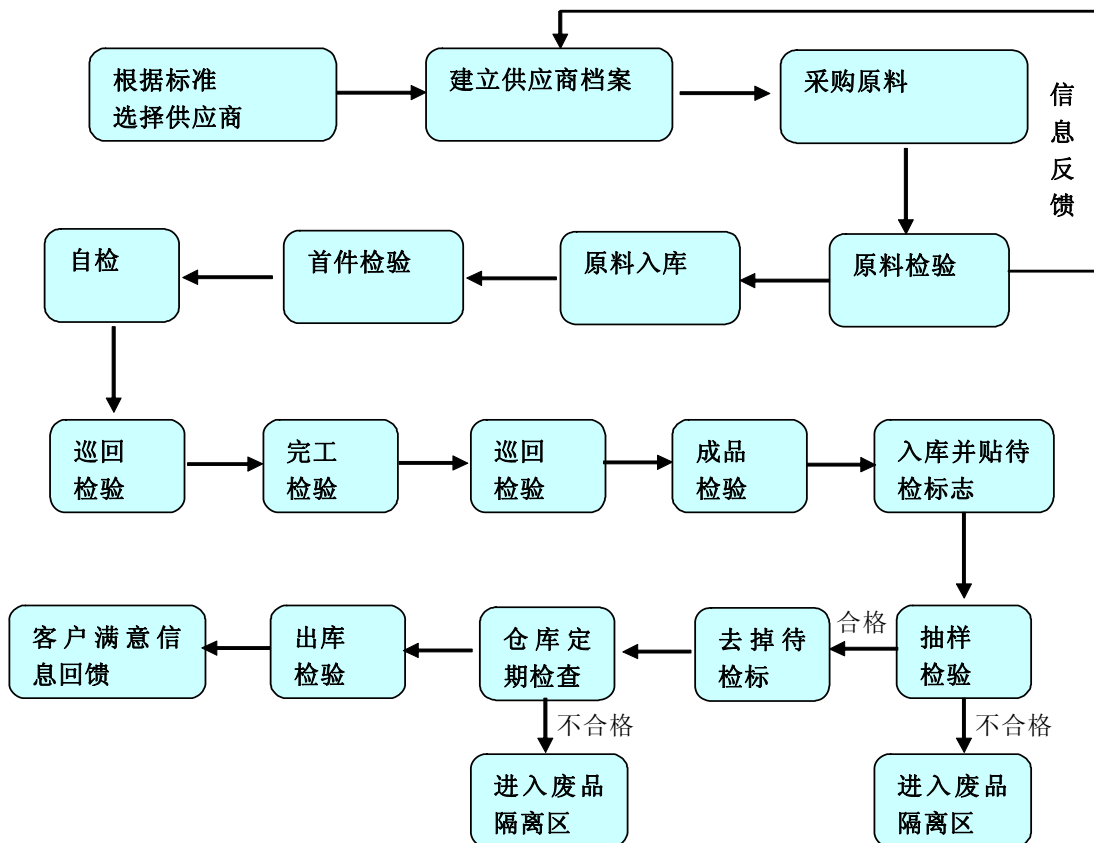 根据标准
选择供应商
建立供应商档案
采购原料
信
息
反
馈
自检
首件检验
原料入库
原料检验
巡回
检验
完工
检验
巡回
检验
成品
检验
入库并贴待
检标志
客户满意信
息回馈
出库
检验
仓库定
期检查
去掉待
检标
合格
抽样
检验
不合格
不合格
进入废品
隔离区
进入废品
隔离区